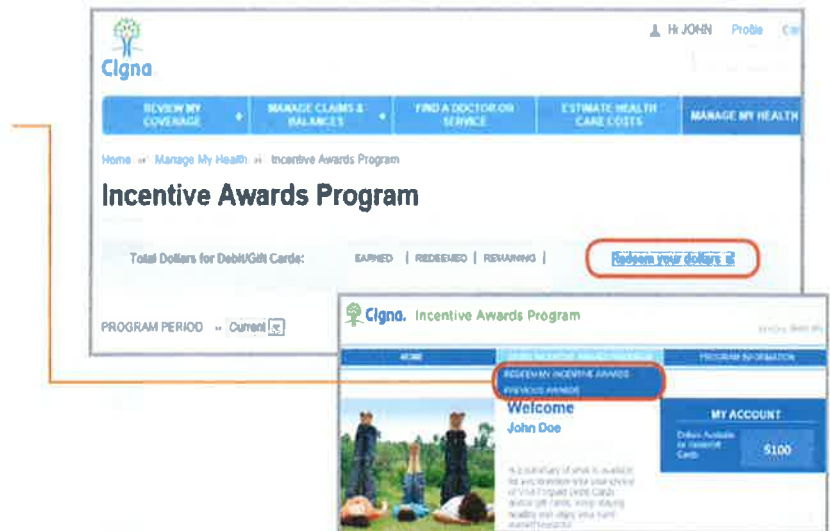 Hi JOHN Profile
Cigna
REVIEW MY COVERAGE
MANAGE CLAIMS & BALANCES
FIND A DOCTOR OR SERVICE
ESTIMATE HEALTH CARE COSTS
MANAGE MY HEALTH
Home » Manage My Health » Incentive Awards Program
Incentive Awards Program
Total Dollars for Debit/Gift Cards: EARNED | REDEEMED | REMAINING | Redeem your dollars
PROGRAM PERIOD » Current
Cigna. Incentive Awards Program
HOME
PROGRAM INFORMATION
REDEEM MY INCENTIVE AWARDS
PREVIOUS AWARDS
Welcome
John Doe
MY ACCOUNT
Dollars Available
Cards
$100